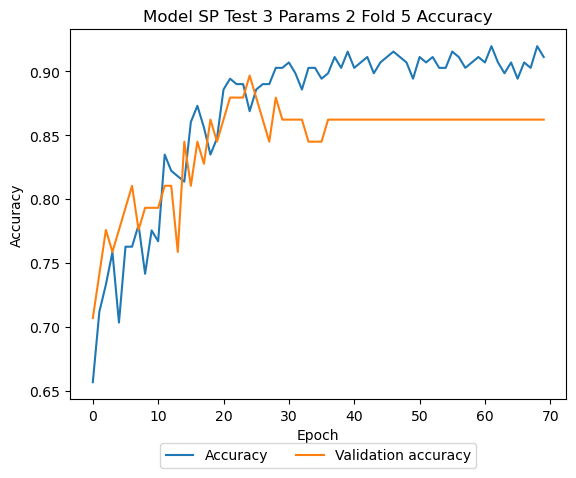 Model SP Test 3 Params 2 Fold 5 Accuracy
Accuracy
0.90
0.85
0.80
0.75
0.70
0.65
0 10 20 30 40 50 60 70
Epoch
Accuracy Validation accuracy